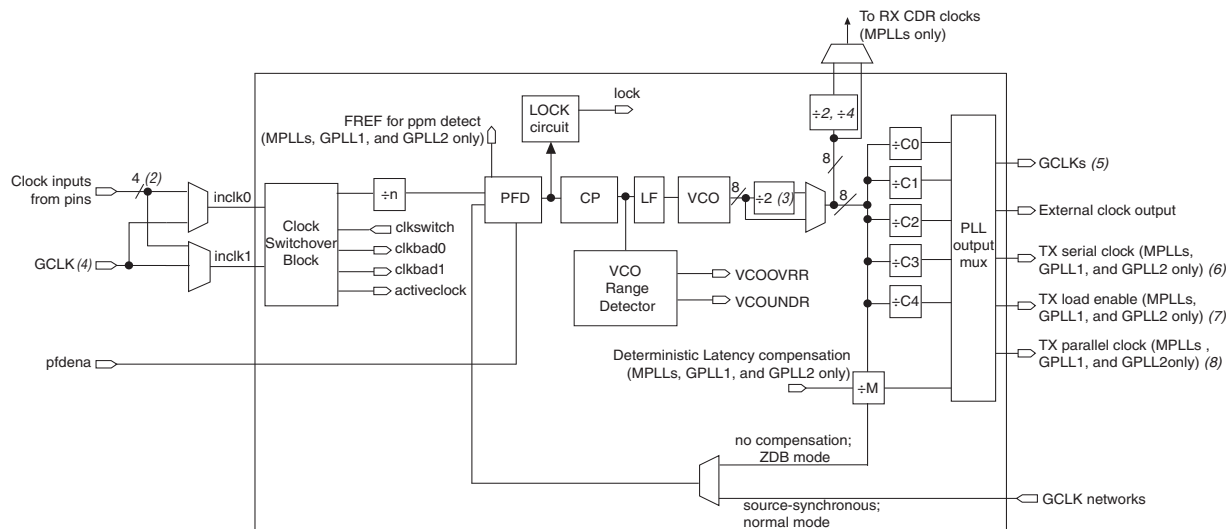 To RX CDR clocks
(MPLLs only)
÷2, ÷4
lock
LOCK
circuit
FREF for ppm detect
(MPLLs, GPLL1, and GPLL2 only)
8
÷C0
GCLKs (5)
Clock inputs
from pins
4 (2)
inclk0
÷n
PFD
CP
LF
VCO
8
÷2 (3)
8
÷C1
External clock output
÷C2
PLL
output
mux
Clock
Switchover
Block
clkswitch
clkbad0
clkbad1
activeclock
GCLK (4)
inclk1
VCO
Range
Detector
VCOOVRR
VCOUNDR
÷C3
÷C4
TX serial clock (MPLLs,
GPLL1, and GPLL2 only) (6)
TX load enable (MPLLs,
GPLL1, and GPLL2 only) (7)
TX parallel clock (MPLLs ,
GPLL1, and GPLL2only) (8)
pfdena
Deterministic Latency compensation
(MPLLs, GPLL1, and GPLL2 only)
÷M
no compensation;
ZDB mode
source-synchronous;
normal mode
GCLK networks